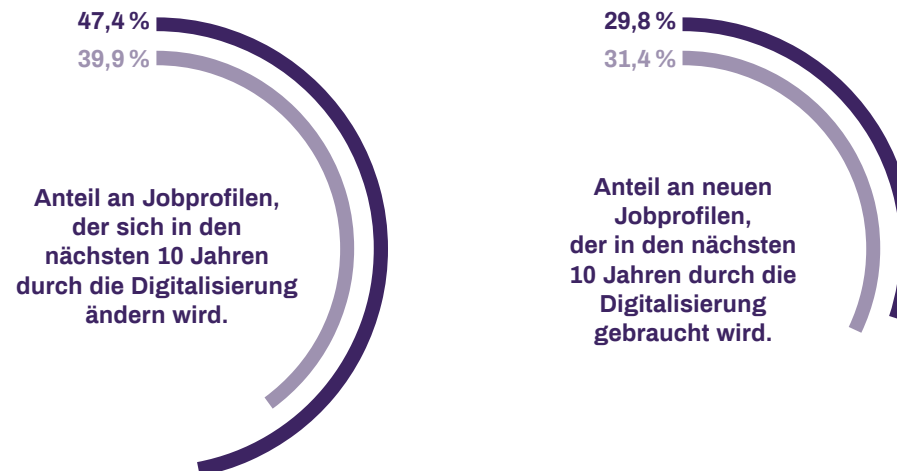 47,4 %
39,9 %
Anteil an Jobprofilen,
der sich in den
nächsten 10 Jahren
durch die Digitalisierung
ändern wird.
29,8 %
31,4 %
Anteil an neuen
Jobprofilen,
der in den nächsten
10 Jahren durch die
Digitalisierung
gebraucht wird.